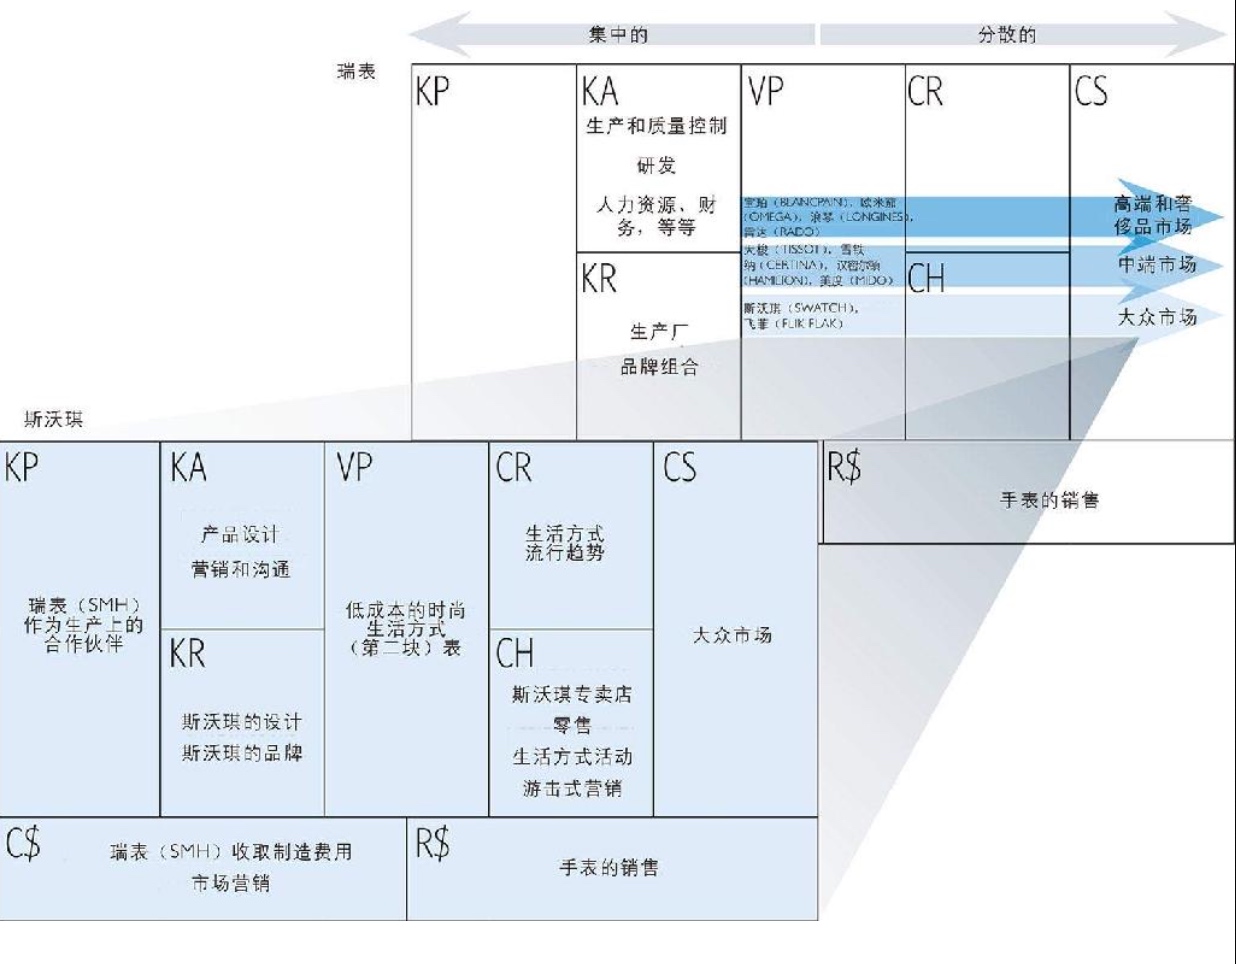 集中的
分散的
瑞表
KP
KA
生产和质量控制
研发
人力资源、财
务，等等
KR
生产厂
品牌组合
VP
宝珀（BLANCPAIN），欧米茄
(OMEGA)，浪琴（LONGINES），
雷达（RADO）
天梭（TISSOT），雪铁
纳（CERTINA），汉密尔顿
(HAMILION)，美度（MIDO）
斯沃琪（SWATCH），
飞菲（FLIK FLAK）
CR
CH
CS
高端和奢
侈品市场
中端市场
大众市场
R$
手表的销售
斯沃琪
KP
瑞表（SMH）
作为生产上的
合作伙伴
KA
产品设计
营销和沟通
KR
斯沃琪的设计
斯沃琪的品牌
VP
低成本的时尚
生活方式
（第二块）表
CR
生活方式
流行趋势
CH
斯沃琪专卖店
零售
生活方式活动
游击式营销
CS
大众市场
C$
瑞表（SMH）收取制造费用
市场营销
R$
手表的销售